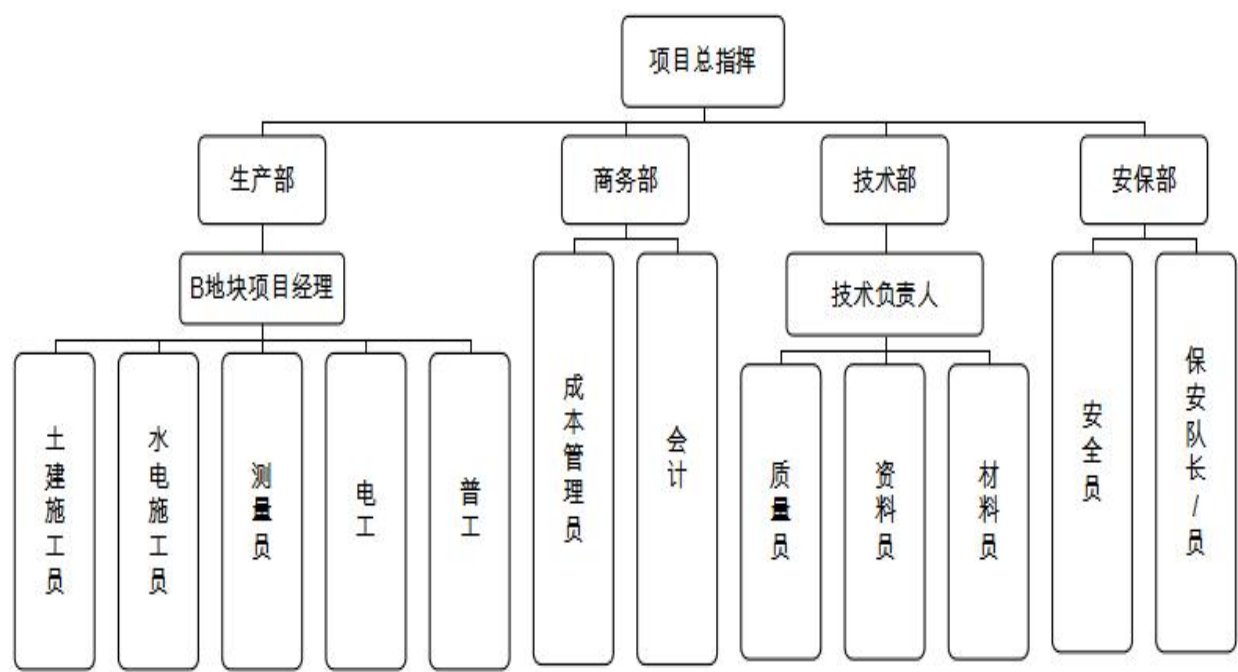 项目总指挥
生产部
商务部
技术部
安保部
B地块项目经理
技术负责人
土建施工员
水电施工员
测量员
电工
普工
成本管理员
会计
质量员
资料员
材料员
安全员
保安队长/员